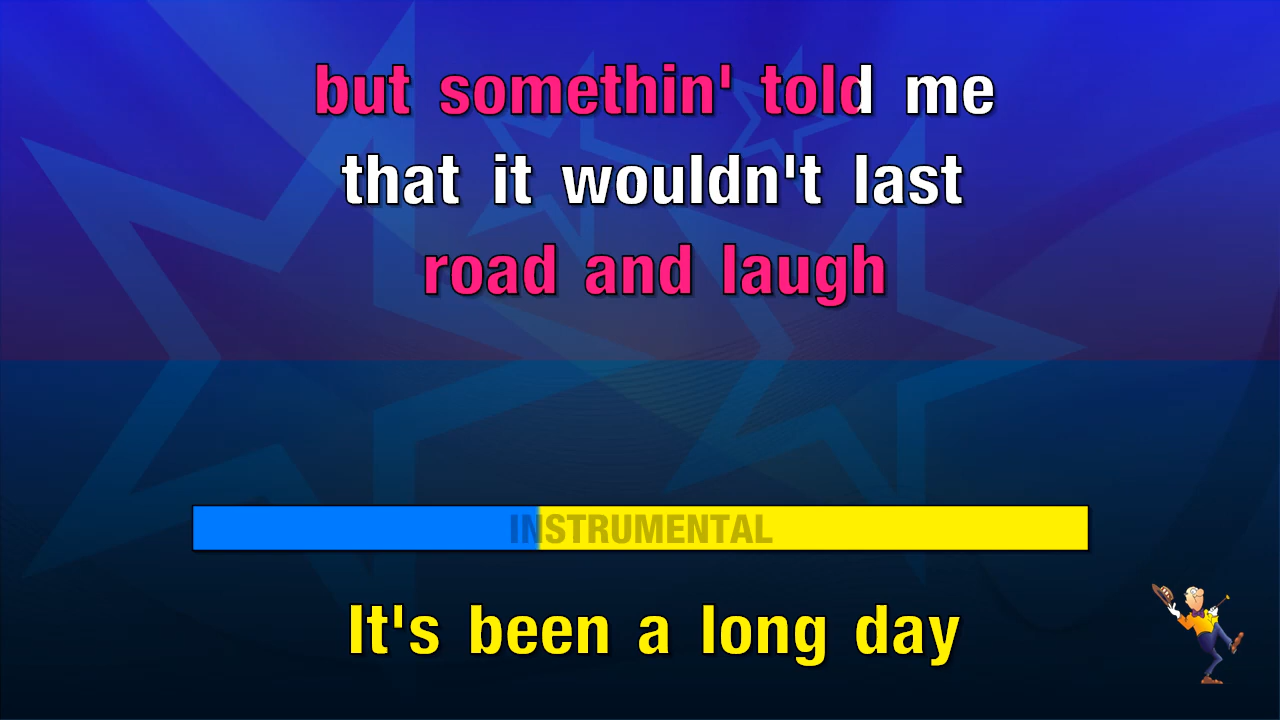 but somethin' told me
that it wouldn't last
road and laugh
INSTRUMENTAL
It's been a long day